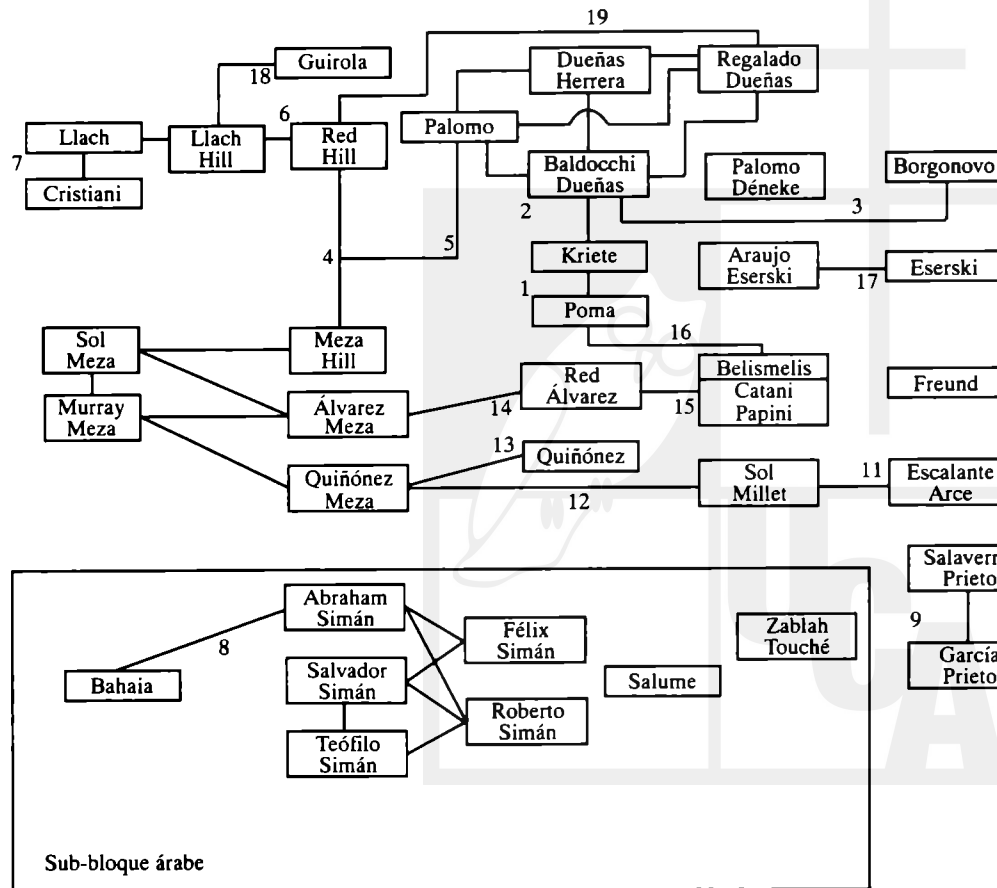 19
Guirola
18
Dueñas
Herrera
Regalado
Dueñas
6
Llach
7
Llach
Hill
Red
Hill
Palomo
Cristiani
Baldocchi
Dueñas
2
Palomo
Déneke
Borgonovo
3
4
5
Kriete
Araujo
Eserski
17
Eserski
1
Poma
Sol
Meza
Meza
Hill
16
Murray
Meza
Álvarez
Meza
14
Red
Álvarez
15
Belismelis
Catani
Papini
Freund
13
Quiñónez
Quiñónez
Meza
12
Sol
Millet
11
Escalante
Arce
Salaverr
Prieto
9
García
Prieto
Abraham
Simán
8
Félix
Simán
Zablah
Touché
Bahaia
Salvador
Simán
Salume
Roberto
Simán
Teófilo
Simán
Sub-bloque árabe